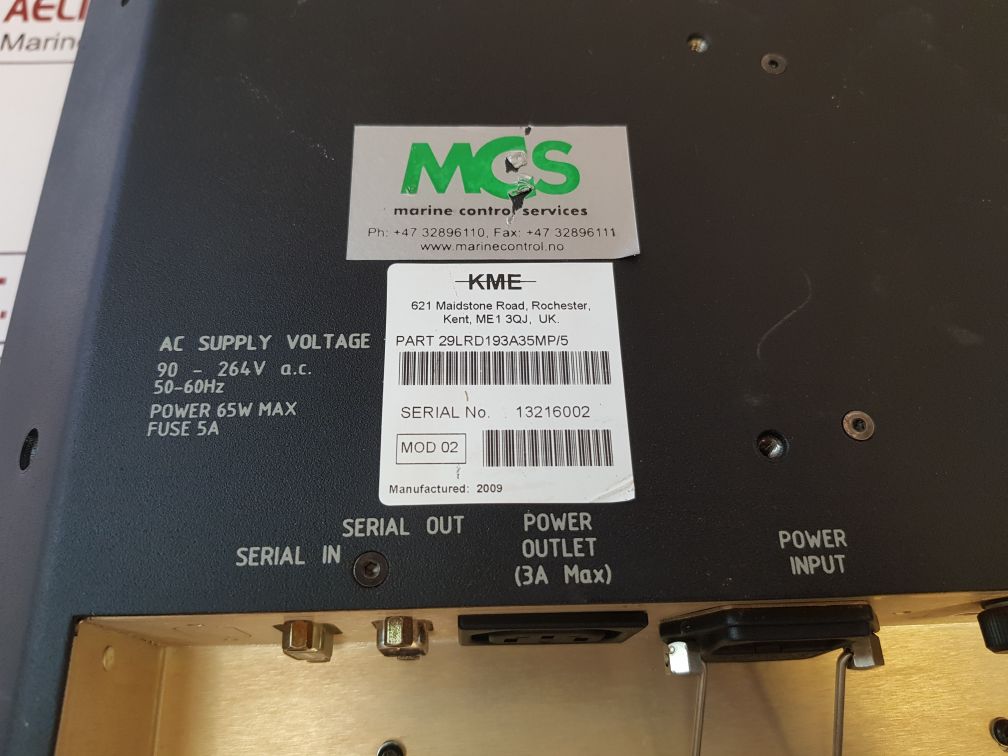 AELI
Marine
MCS
marine control services
Ph: +47 32896110, Fax: +47 32896111
www.marinecontrol.no
KME
621 Maidstone Road, Rochester,
Kent, ME1 3QJ, UK.
PART 29LRD193A35MP/5
SERIAL No. 13216002
MOD 02
Manufactured: 2009
AC SUPPLY VOLTAGE
90 - 264V a.c.
50-60Hz
POWER 65W MAX
FUSE 5A
SERIAL IN
SERIAL OUT
POWER
OUTLET
(3A Max)
POWER
INPUT